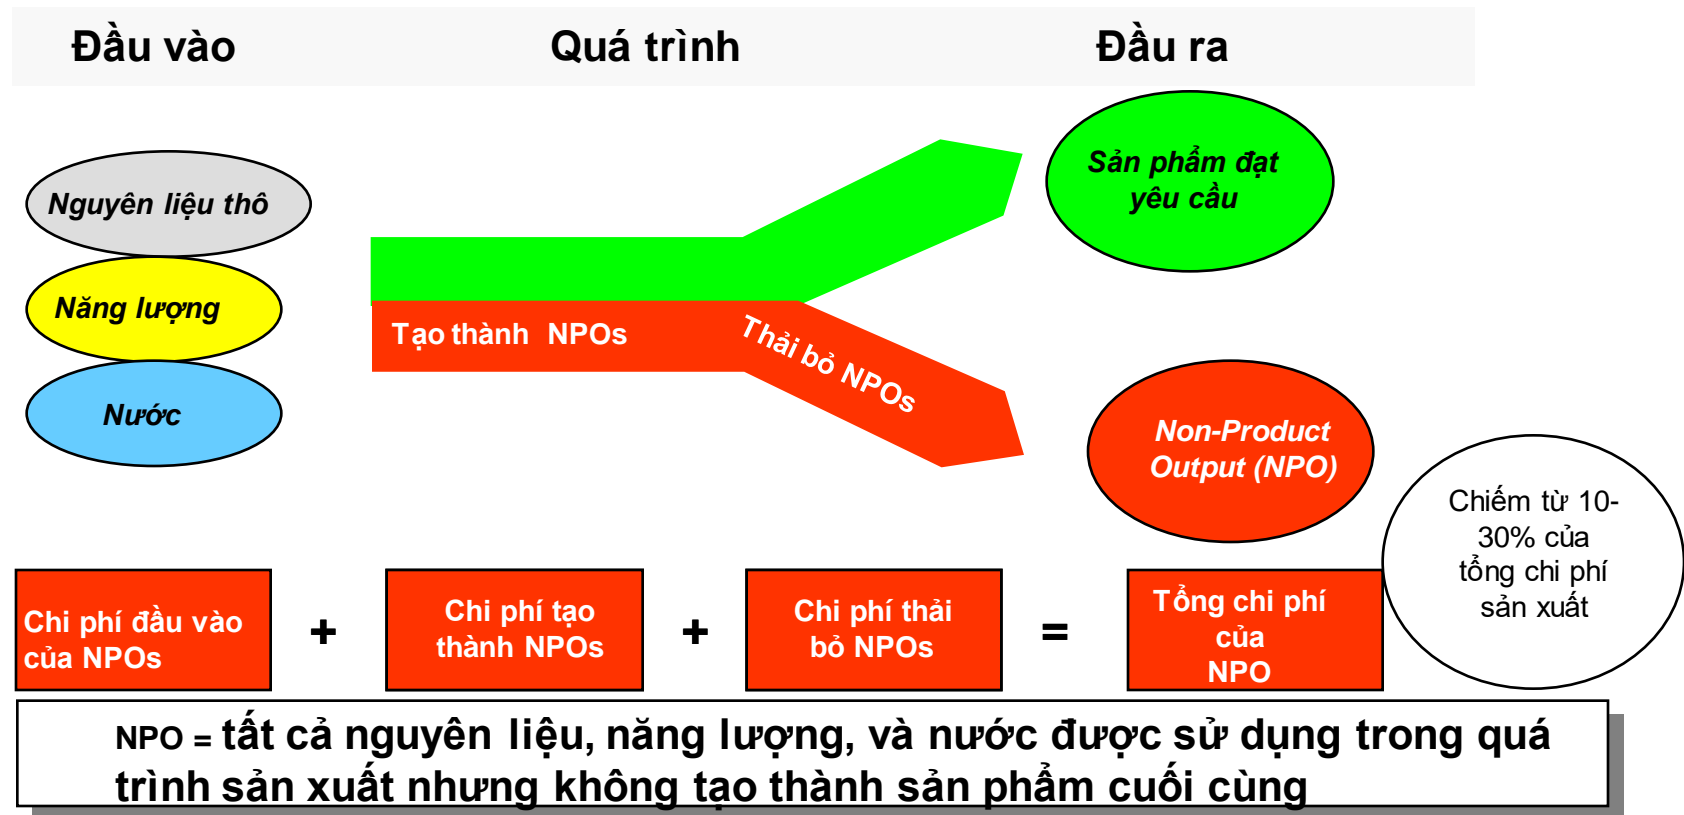 Đầu vào Quá trình Đầu ra
Sản phẩm đạt
yêu cầu
Nguyên liệu thô
Năng lượng
Nước
Tạo thành NPOs
Thải bỏ NPOs
Non-Product
Output (NPO)
Chiếm từ 10-
30% của
tổng chi phí
sản xuất
Chi phí đầu vào
của NPOs
+
Chi phí tạo
thành NPOs
+
Chi phí thải
bỏ NPOs
=
Tổng chi phí
của
NPO
NPO = tất cả nguyên liệu, năng lượng, và nước được sử dụng trong quá
trình sản xuất nhưng không tạo thành sản phẩm cuối cùng